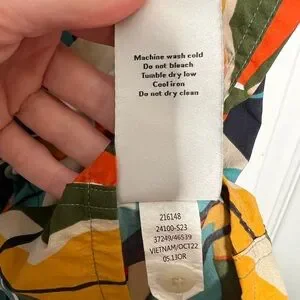 Machine wash cold
Do not bleach
Tumble dry low
Cool iron
Do not dry clean
216148
24100-S23
37249/46539
VIETNAM/OCT22
05.13OR